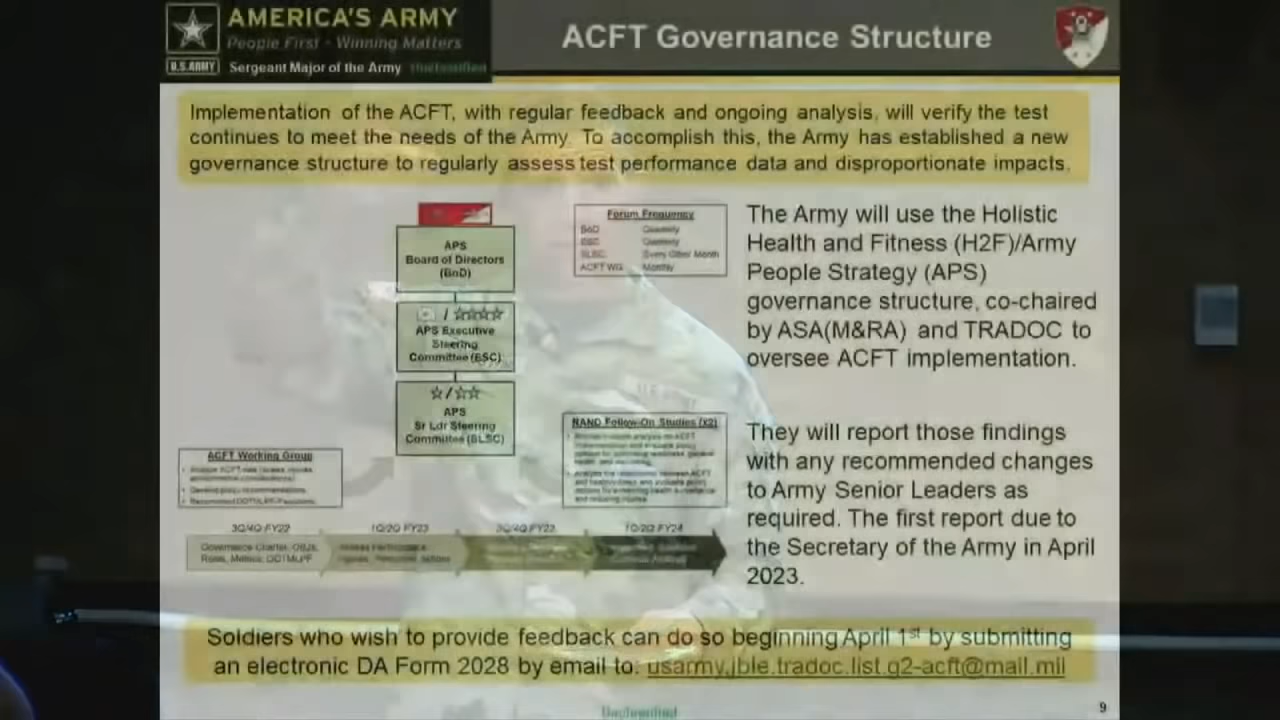 AMERICA'S ARMY
People First - Winning Matters
U.S.ARMY
Sergeant Major of the Army Unclassified
ACFT Governance Structure
Implementation of the ACFT, with regular feedback and ongoing analysis, will verify the test
continues to meet the needs of the Army. To accomplish this, the Army has established a new
governance structure to regularly assess test performance data and disproportionate impacts.
APS
Board of Directors
(BoD)
APS Executive
Steering
Committee (ESC)
APS
Sr Ldr Steering
Committee (SLSC)
Forum Frequency
BoD Quarterly
ESC Quarterly
SLSC Every Other Month
ACFT WG Monthly
The Army will use the Holistic
Health and Fitness (H2F)/Army
People Strategy (APS)
governance structure, co-chaired
by ASA(M&RA) and TRADOC to
oversee ACFT implementation.
They will report those findings
with any recommended changes
to Army Senior Leaders as
required. The first report due to
the Secretary of the Army in April
2023.
ACFT Working Group
RAND Follow-On Studies (x2)
3Q/4Q FY22
1Q/2Q FY23
3Q/4Q FY23
1Q/2Q FY24
Governance Charter, OBJs,
Soldiers who wish to provide feedback can do so beginning April 1st by submitting
an electronic DA Form 2028 by email to: usarmy.jble.tradoc.list.g2-acft@mail.mil
Unclassified
9